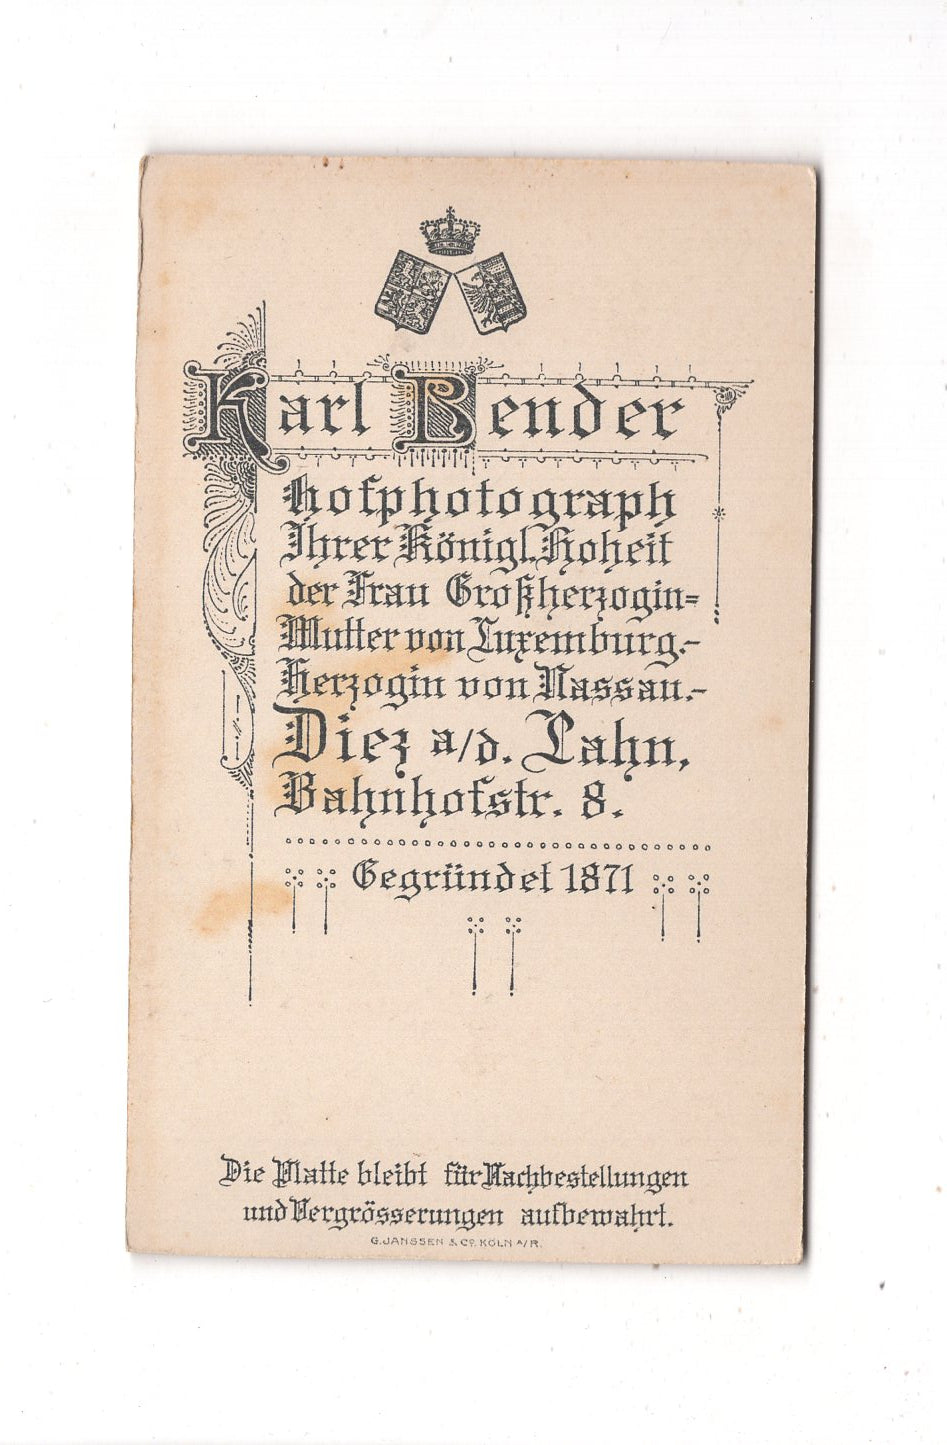 Karl Bender
Hofphotograph
Ihrer Königl. Hoheit
der Frau Großherzogin-
Mutter von Luxemburg.-
Herzogin von Nassau.-
Diez a/d. Lahn,
Bahnhofstr. 8.
Gegründet 1871
Die Platte bleibt für Nachbestellungen
und Vergrösserungen aufbewahrt.
G. JANSSEN & Co. KÖLN A/R.